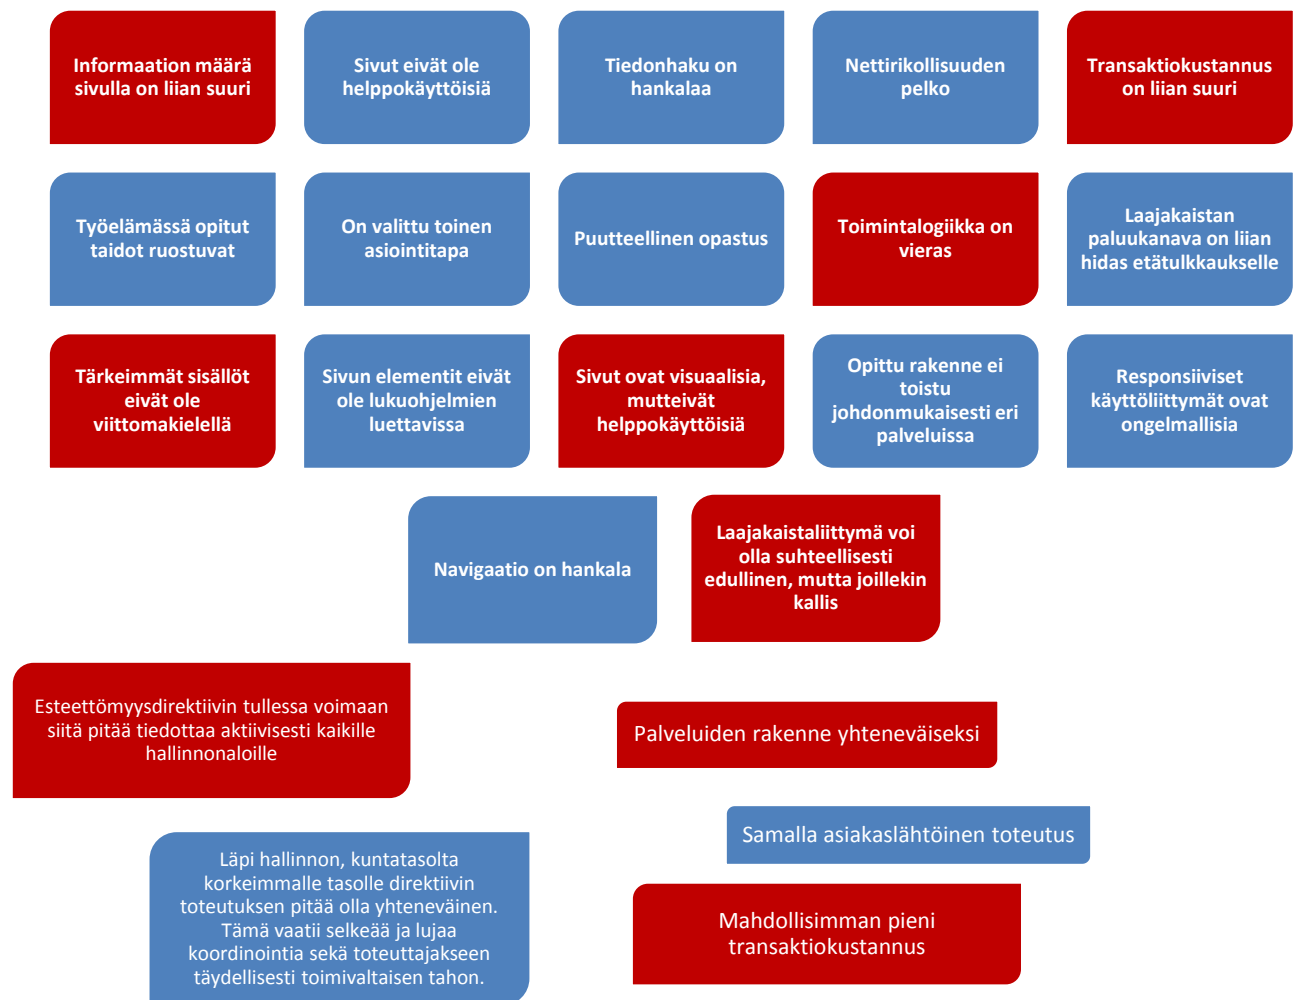 Informaation määrä
sivulla on liian suuri
Sivut eivät ole
helppokäyttöisiä
Tiedonhaku on
hankalaa
Nettirikollisuuden
pelko
Transaktiokustannus
on liian suuri
Työelämässä opitut
taidot ruostuvat
On valittu toinen
asiointitapa
Puutteellinen opastus
Toimintalogiikka on
vieras
Laajakaistan
paluukanava on liian
hidas etätulkkaukselle
Tärkeimmät sisällöt
eivät ole
viittomakielellä
Sivun elementit eivät
ole lukuohjelmien
luettavissa
Sivut ovat visuaalisia,
mutteivät
helppokäyttöisiä
Opittu rakenne ei
toistu
johdonmukaisesti eri
palveluissa
Responsiiviset
käyttöliittymät ovat
ongelmallisia
Navigaatio on hankala
Laajakaistaliittymä voi
olla suhteellisesti
edullinen, mutta joillekin
kallis
Esteettömyysdirektiivin tullessa voimaan
siitä pitää tiedottaa aktiivisesti kaikille
hallinnonaloille
Palveluiden rakenne yhteneväiseksi
Samalla asiakaslähtöinen toteutus
Läpi hallinnon, kuntatasolta
korkeimmalle tasolle direktiivin
toteutuksen pitää olla yhteneväinen.
Tämä vaatii selkeää ja lujaa
koordinointia sekä toteuttajakseen
täydellisesti toimivaltaisen tahon.
Mahdollisimman pieni
transaktiokustannus